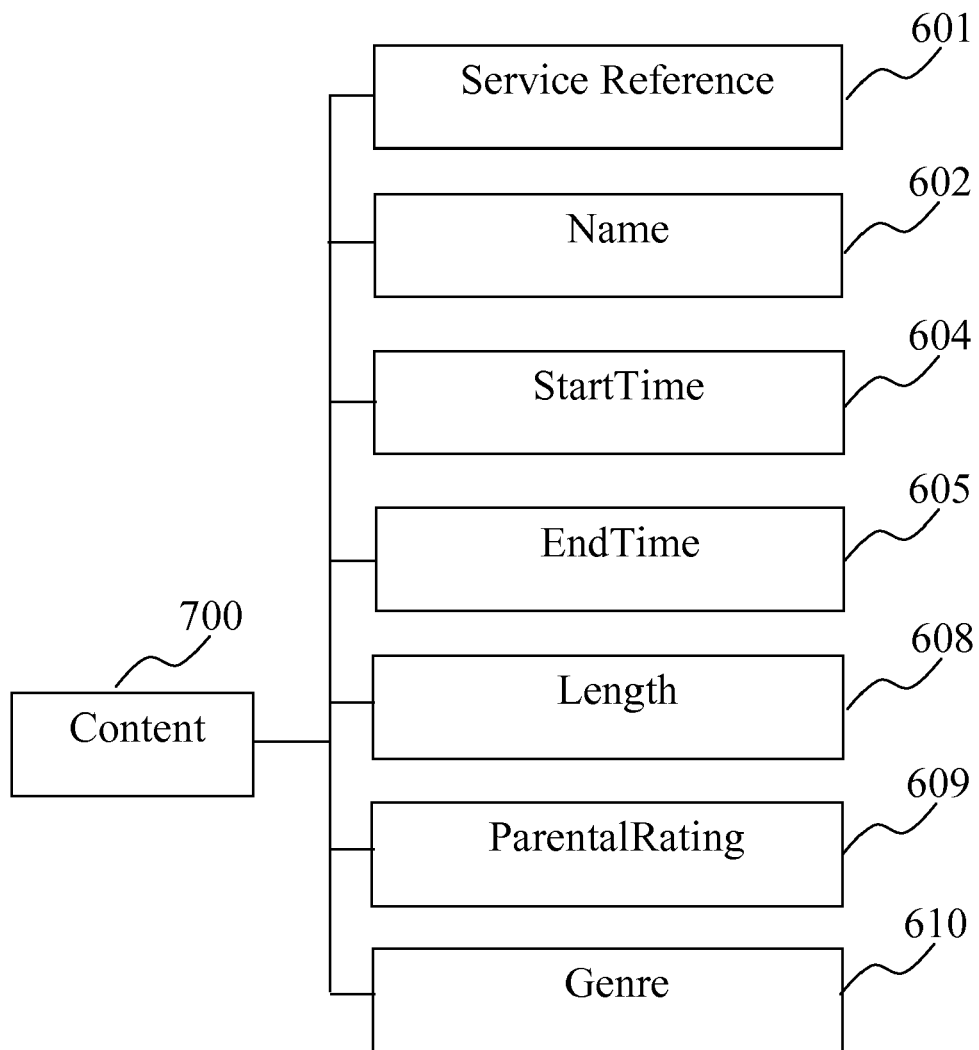 601
Service Reference
602
Name
604
StartTime
605
EndTime
700
Content
608
Length
609
ParentalRating
610
Genre